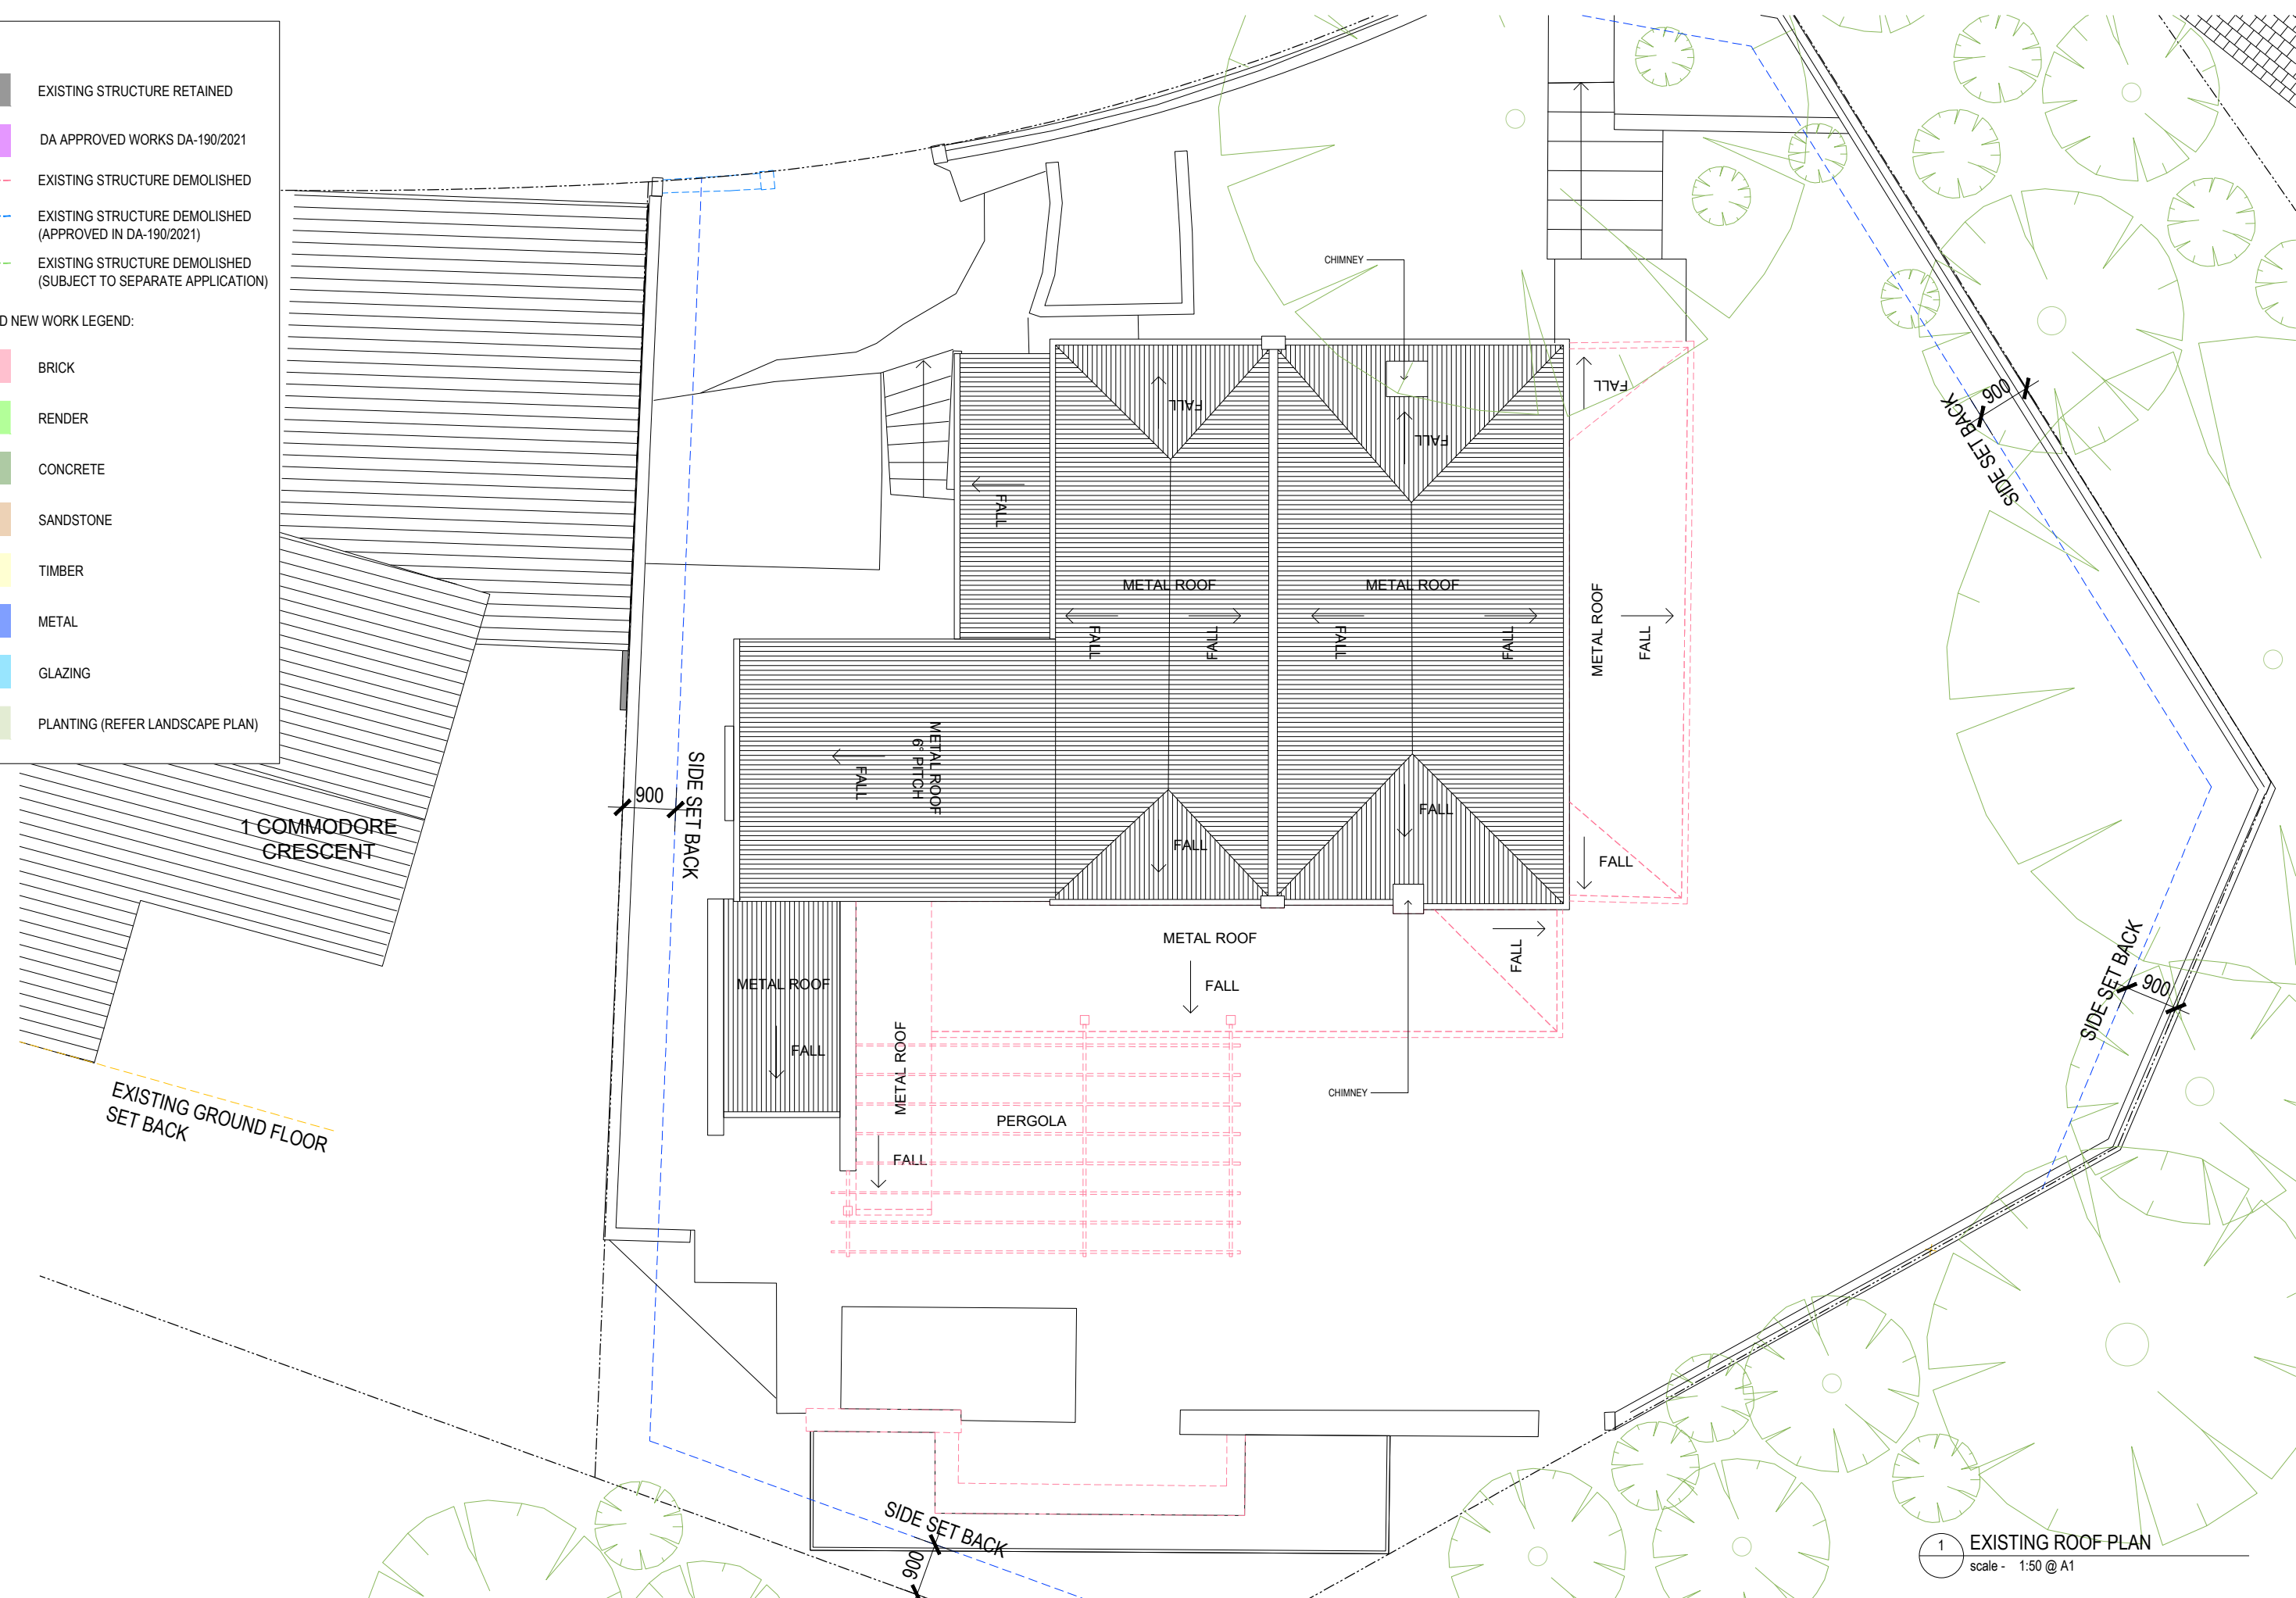 EXISTING STRUCTURE RETAINED
DA APPROVED WORKS DA-190/2021
EXISTING STRUCTURE DEMOLISHED
EXISTING STRUCTURE DEMOLISHED
(APPROVED IN DA-190/2021)
EXISTING STRUCTURE DEMOLISHED
(SUBJECT TO SEPARATE APPLICATION)
D NEW WORK LEGEND:
BRICK
RENDER
CONCRETE
SANDSTONE
TIMBER
METAL
GLAZING
PLANTING (REFER LANDSCAPE PLAN)
1 COMMODORE
CRESCENT
EXISTING GROUND FLOOR
SET BACK
900
SIDE SET BACK
CHIMNEY
FALL
FALL
FALL
FALL
METAL ROOF
METAL ROOF
FALL
FALL
FALL
FALL
METAL ROOF
FALL
METAL ROOF
6° PITCH
FALL
FALL
FALL
FALL
METAL ROOF
FALL
METAL ROOF
FALL
FALL
METAL ROOF
FALL
PERGOLA
CHIMNEY
900
SIDE SET BACK
SIDE SET BACK
900
SIDE SET BACK
900
1
EXISTING ROOF PLAN
scale - 1:50 @ A1